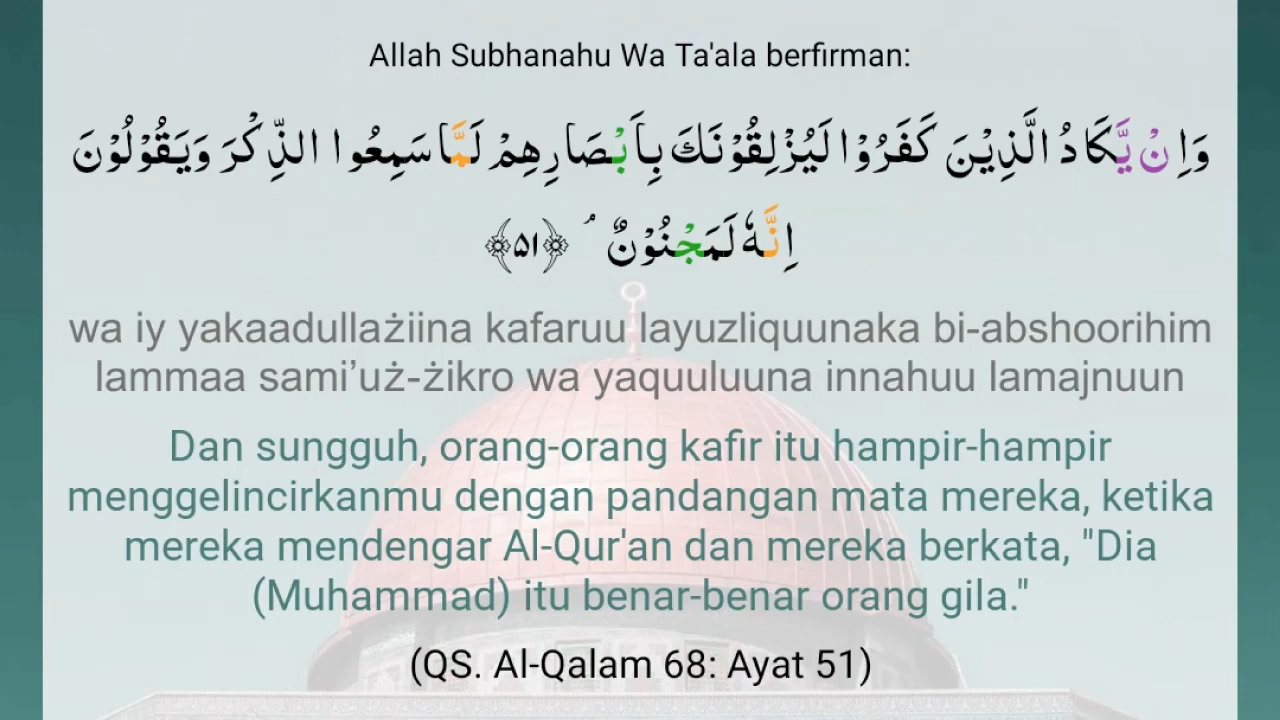 Allah Subhanahu Wa Ta'ala berfirman:
وَاِنْ يَّكَادُ الَّذِيْنَ كَفَرُوْا لَيُزْلِقُوْنَكَ بِاَبْصَارِهِمْ لَمَّا سَمِعُوا الذِّكْرَ وَيَقُوْلُوْنَ
اِنَّهٗ لَمَجْنُوْنٌ ۘ ﴿٥١﴾
wa iy yakaadullażiina kafaruu layuzliquunaka bi-abshoorihim
lammaa sami’uż-żikro wa yaquuluuna innahuu lamajnuun
Dan sungguh, orang-orang kafir itu hampir-hampir
menggelincirkanmu dengan pandangan mata mereka, ketika
mereka mendengar Al-Qur'an dan mereka berkata, "Dia
(Muhammad) itu benar-benar orang gila."
(QS. Al-Qalam 68: Ayat 51)